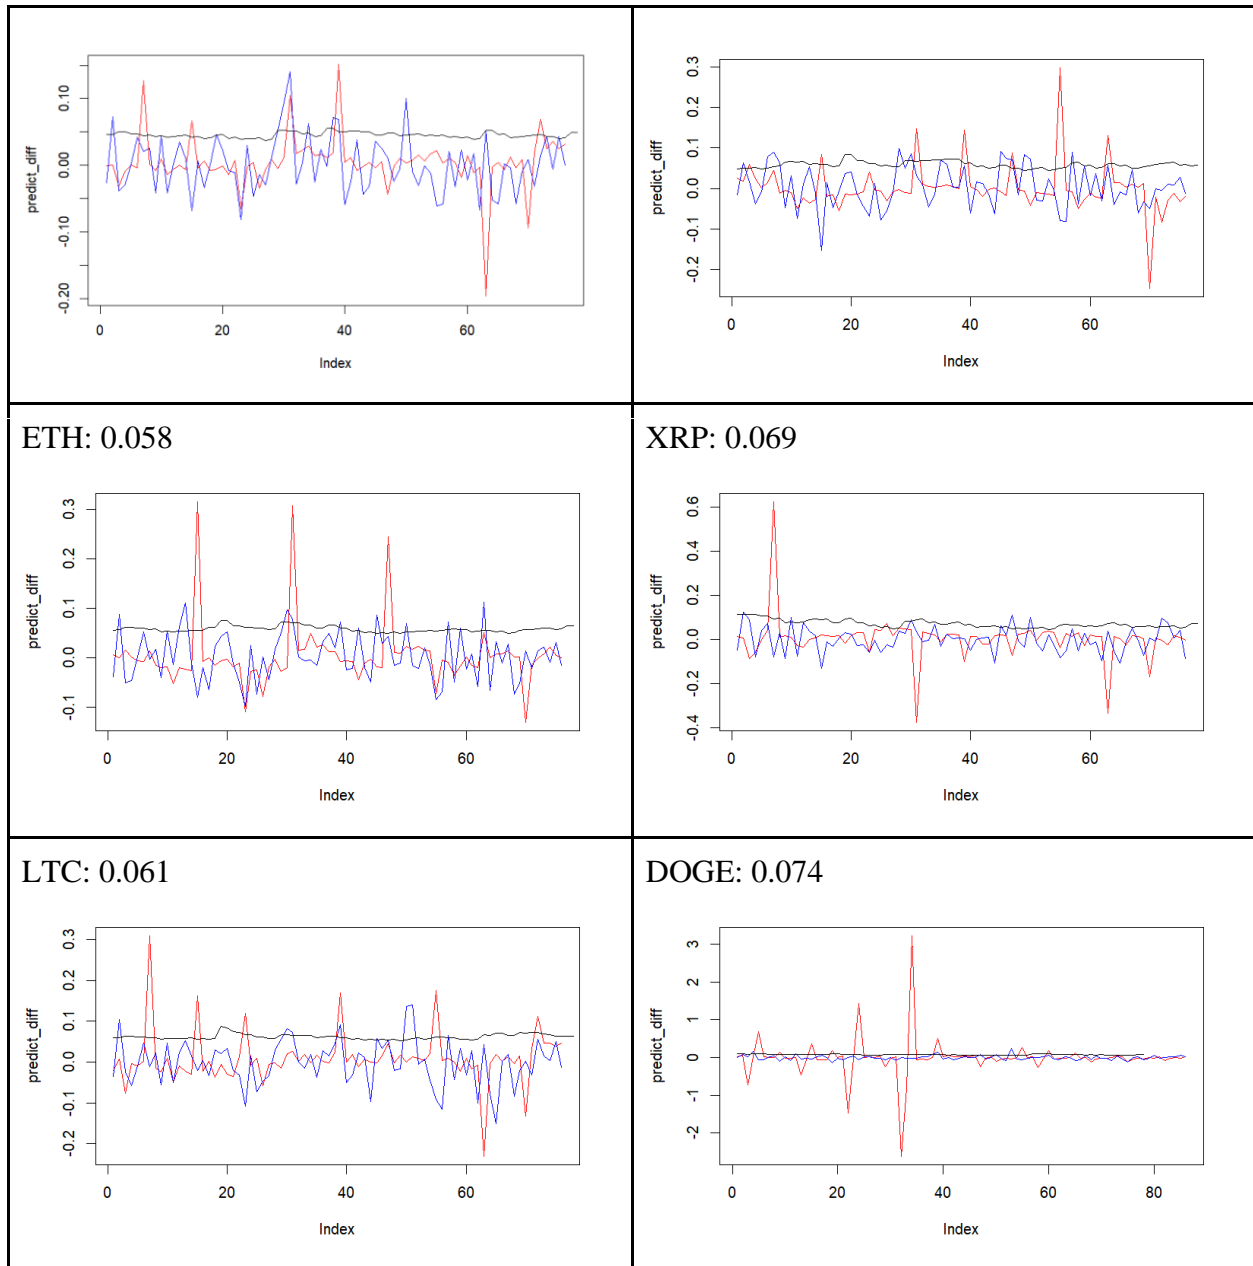 predict_diff
0.10
0.00
-0.10
-0.20
0 20 40 60
Index
predict_diff
0.3
0.2
0.1
0.0
-0.1
-0.2
0 20 40 60
Index
ETH: 0.058
predict_diff
0.3
0.2
0.1
0.0
-0.1
0 20 40 60
Index
XRP: 0.069
predict_diff
0.6
0.4
0.2
0.0
-0.2
-0.4
0 20 40 60
Index
LTC: 0.061
predict_diff
0.3
0.2
0.1
0.0
-0.1
-0.2
0 20 40 60
Index
DOGE: 0.074
predict_diff
3
2
1
0
-1
-2
0 20 40 60 80
Index